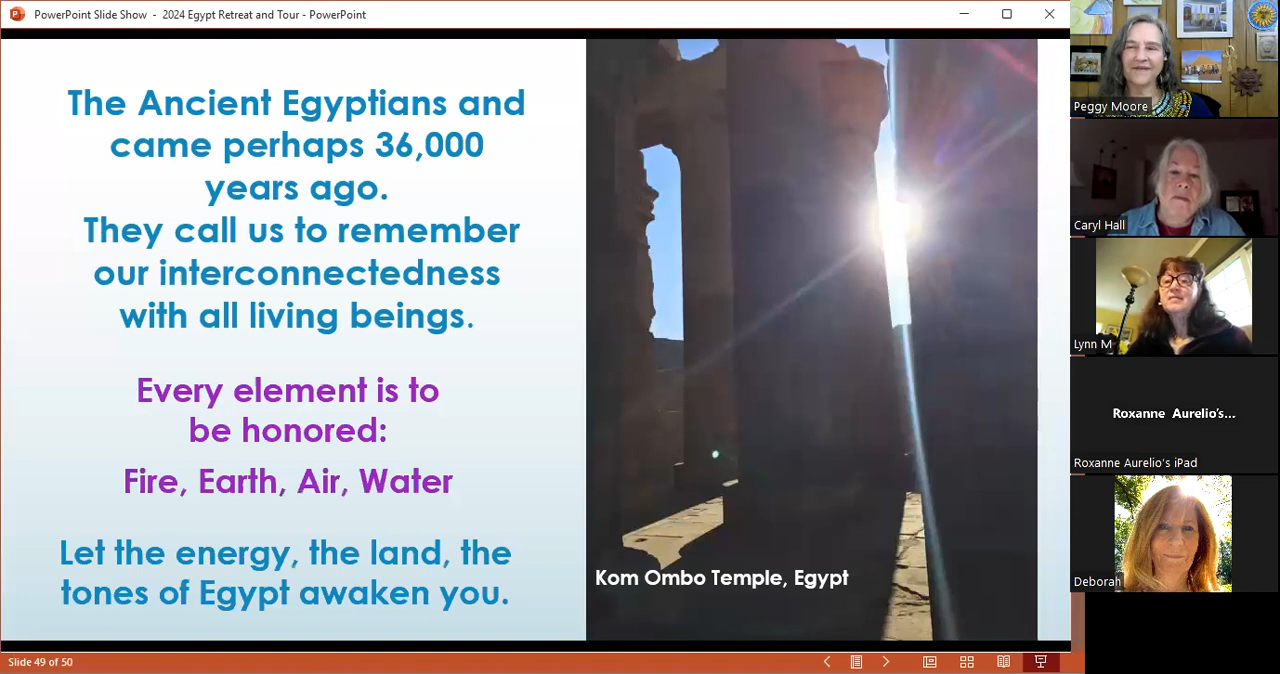 PowerPoint Slide Show - 2024 Egypt Retreat and Tour - PowerPoint
The Ancient Egyptians and
came perhaps 36,000
years ago.
They call us to remember
our interconnectedness
with all living beings.
Every element is to
be honored:
Fire, Earth, Air, Water
Let the energy, the land, the
tones of Egypt awaken you.
Kom Ombo Temple, Egypt
Slide 49 of 50
Peggy Moore
Caryl Hall
Lynn M
Roxanne Aurelio's...
Roxanne Aurelio's iPad
Deborah